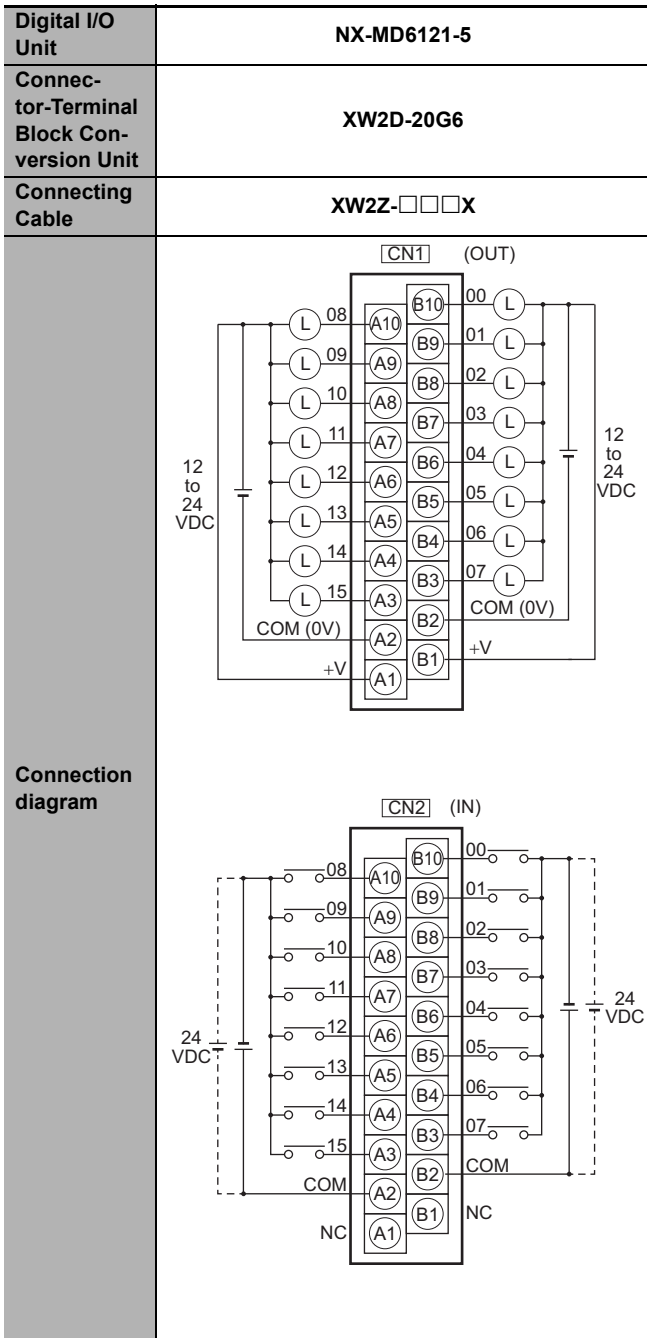 Digital I/O
Unit
NX-MD6121-5
Connec-
tor-Terminal
Block Con-
version Unit
XW2D-20G6
Connecting
Cable
XW2Z-□□□X
Connection
diagram
CN1 (OUT)
B10 00 L
L 08 A10
B9 01 L
L 09 A9
B8 02 L
L 10 A8
B7 03 L
L 11 A7
B6 04 L
L 12 A6
B5 05 L
L 13 A5
B4 06 L
L 14 A4
B3 07 L
L 15 A3
B2 COM (0V)
COM (0V) A2
B1 +V
+V A1
12
to
24
VDC
12
to
24
VDC
CN2 (IN)
B10 00
08 A10
B9 01
09 A9
B8 02
10 A8
B7 03
11 A7
B6 04
12 A6
B5 05
13 A5
B4 06
14 A4
B3 07
15 A3
B2 COM
COM A2
B1 NC
NC A1
24
VDC
24
VDC